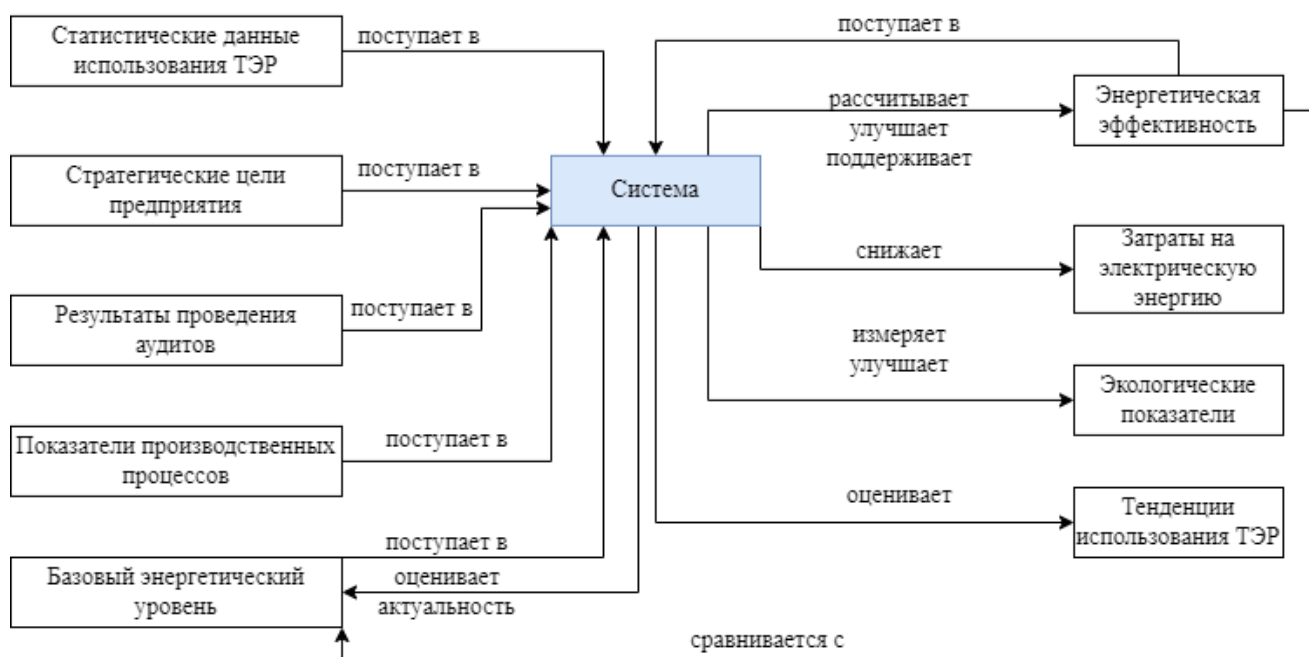 Статистические данные
использования ТЭР
поступает в
поступает в
Энергетическая
эффективность
рассчитывает
улучшает
поддерживает
Стратегические цели
предприятия
поступает в
Система
Затраты на
электрическую
энергию
снижает
Результаты проведения
аудитов
поступает в
измеряет
улучшает
Экологические
показатели
Показатели производственных
процессов
поступает в
оценивает
Тенденции
использования ТЭР
Базовый энергетический
уровень
поступает в
оценивает
актуальность
сравнивается с